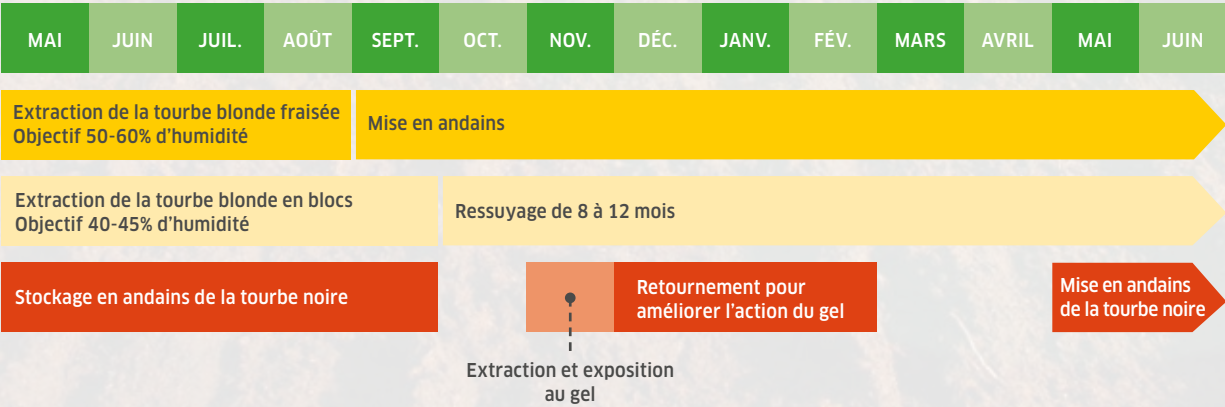 MAI JUIN JUIL. AOÛT SEPT. OCT. NOV. DÉC. JANV. FÉV. MARS AVRIL MAI JUIN
Extraction de la tourbe blonde fraisée
Objectif 50-60% d'humidité
Mise en andains
Extraction de la tourbe blonde en blocs
Objectif 40-45% d'humidité
Ressuyage de 8 à 12 mois
Stockage en andains de la tourbe noire
Retournement pour
améliorer l'action du gel
Mise en andains
de la tourbe noire
Extraction et exposition
au gel